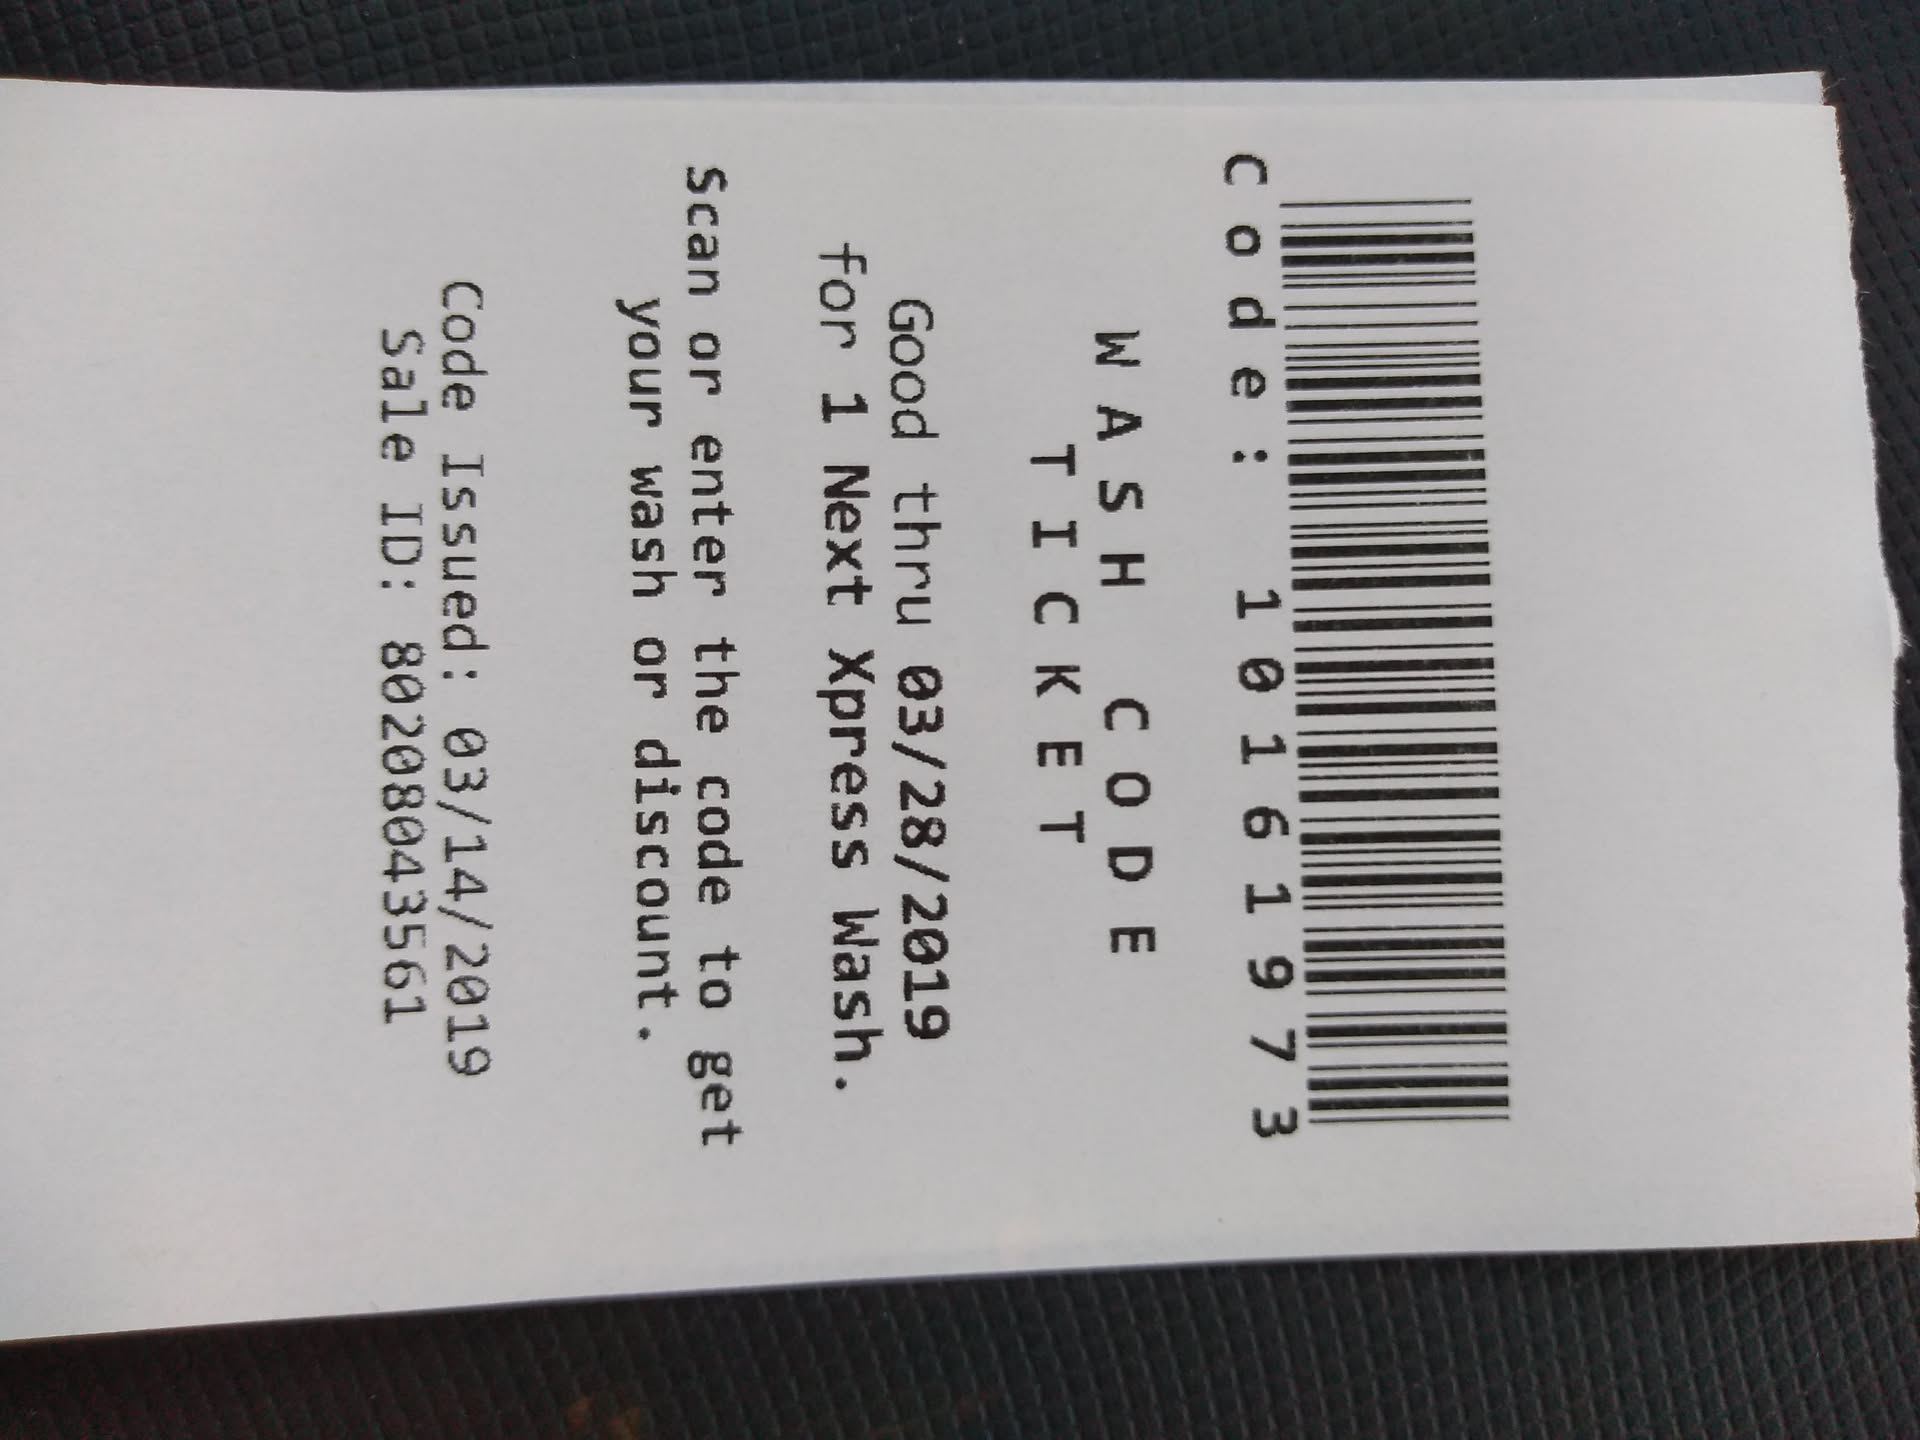 Code: 10161973
WASH CODE
TICKET
Good thru 03/28/2019
for 1 Next Xpress Wash.
Scan or enter the code to get
your wash or discount.
Code Issued: 03/14/2019
Sale ID: 80208043561